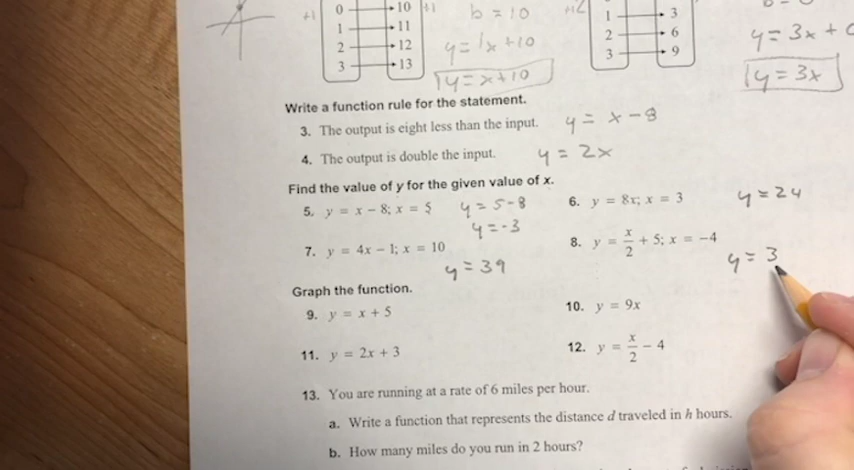 +1 0 10 +1 b = 10 1 3
1 11 2 6 y = 3x +
2 12 y = 1x +10 3 9
3 13 y = x+10 y = 3x
Write a function rule for the statement.
3. The output is eight less than the input. y = x - 8
4. The output is double the input. y = 2x
Find the value of y for the given value of x.
5. y = x - 8; x = 5 y = 5-8 6. y = 8x; x = 3 y = 24
y = -3
7. y = 4x - 1; x = 10 y = 39 8. y = x/2 + 5; x = -4 y = 3
Graph the function.
9. y = x + 5 10. y = 9x
11. y = 2x + 3 12. y = x/2 - 4
13. You are running at a rate of 6 miles per hour.
a. Write a function that represents the distance d traveled in h hours.
b. How many miles do you run in 2 hours?